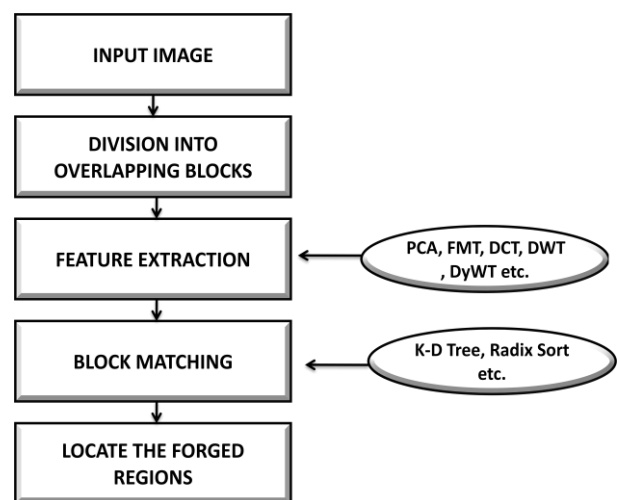 INPUT IMAGE
DIVISION INTO
OVERLAPPING BLOCKS
FEATURE EXTRACTION
PCA, FMT, DCT, DWT
, DyWT etc.
BLOCK MATCHING
K-D Tree, Radix Sort
etc.
LOCATE THE FORGED
REGIONS